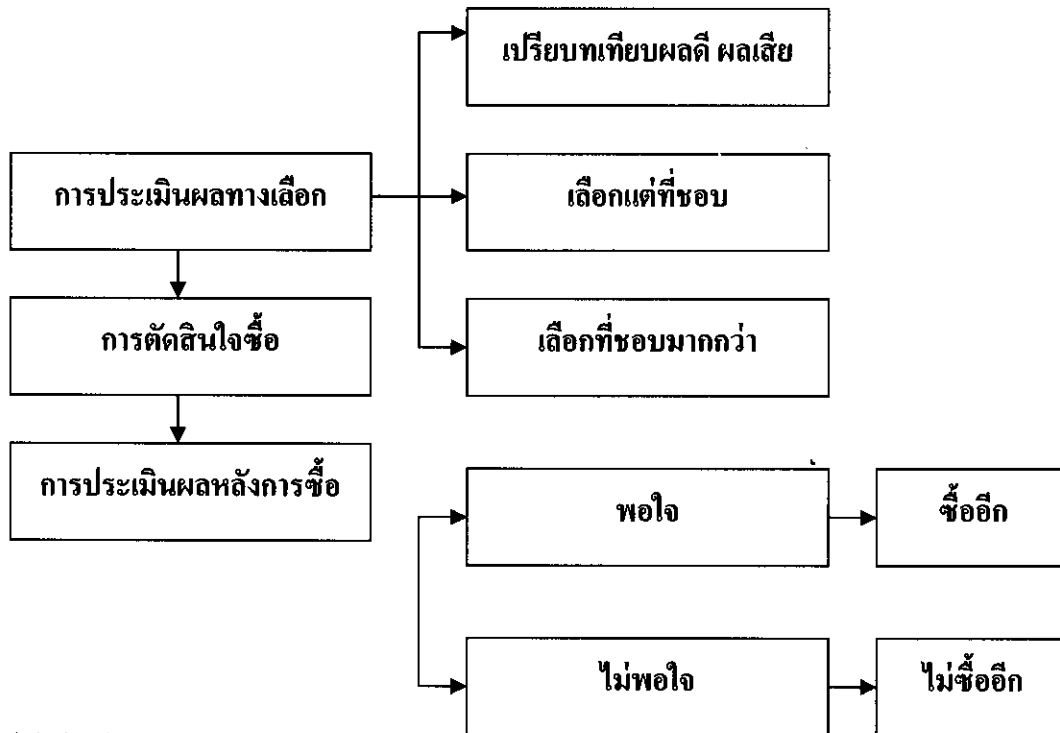 เปรียบทเทียบผลดี ผลเสีย
การประเมินผลทางเลือก
เลือกแต่ที่ชอบ
การตัดสินใจซื้อ
เลือกที่ชอบมากกว่า
การประเมินผลหลังการซื้อ
พอใจ
ซื้ออีก
ไม่พอใจ
ไม่ซื้ออีก